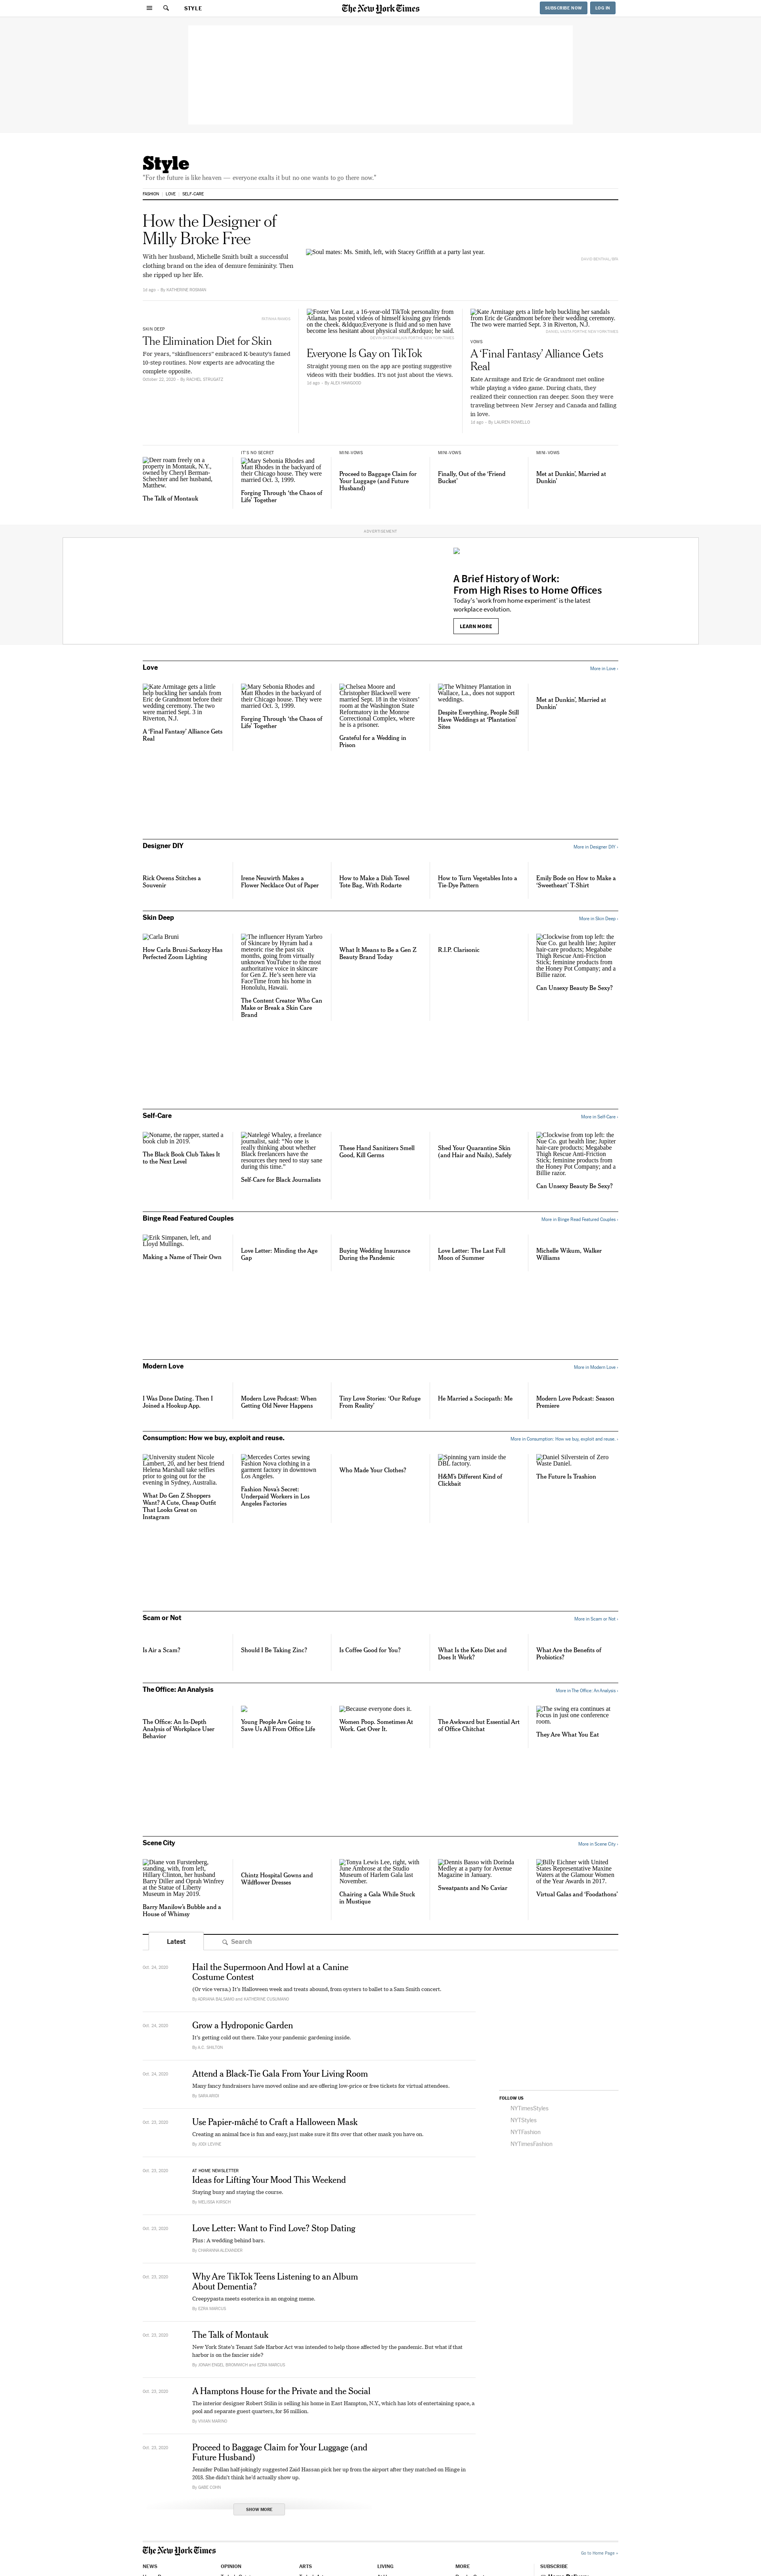 STYLE
The New York Times
SUBSCRIBE NOW
LOG IN
Style
"For the future is like heaven — everyone exalts it but no one wants to go there now."
FASHION
LOVE
SELF-CARE
How the Designer of
Milly Broke Free
With her husband, Michelle Smith built a successful
clothing brand on the idea of demure femininity. Then
she ripped up her life.
1d ago • By KATHERINE ROSMAN
Soul mates: Ms. Smith, left, with Stacey Griffith at a party last year.
SKIN DEEP
The Elimination Diet for Skin
For years, “skinfluencers” embraced K-beauty’s famed
10-step routines. Now experts are advocating the
complete opposite.
October 23, 2020 • By RACHEL STRUGATZ
Foster Van Lear, a 16-year-old TikTok personality from
Atlanta, has posted videos of himself kissing guy friends
on the cheek. &ldquo;Everyone is fluid and so men have
become less hesitant about physical stuff,&rdquo; he said.
Everyone Is Gay on TikTok
Straight young men on the app are posting suggestive
videos with their buddies. It’s not just about the views.
1d ago • By ALEX HAWGOOD
Kate Armitage gets a little help buckling her sandals
from Eric de Grandmont before their wedding ceremony.
The two were married Sept. 3 in Riverton, N.J.
VOWS
A ‘Final Fantasy’ Alliance Gets
Real
Kate Armitage and Eric de Grandmont met online
while playing a video game. During chats, they
realized their connection ran deeper. Soon they were
traveling between New Jersey and Canada and falling
in love.
Deer roam freely on a
property in Montauk, N.Y.,
owned by Cheryl Berman-
Schechter and her husband,
Matthew.
The Talk of Montauk
IT’S NO SECRET
Mary Sebonia Rhodes and
Matt Rhodes in the backyard of
their Chicago house. They were
married Oct. 3, 1999.
Forging Through ‘the Chaos of
Life’ Together
MINI-VOWS
Proceed to Baggage Claim for
Your Luggage (and Future
Husband)
MINI-VOWS
Finally, Out of the ‘Friend
Bucket’
MINI-VOWS
Met at Dunkin’, Married at
Dunkin’
ADVERTISEMENT
A Brief History of Work:
From High Rises to Home Offices
Today’s ‘work from home experiment’ is the latest
workplace evolution.
LEARN MORE
Love
More in Love ›
Kate Armitage gets a little
help buckling her sandals from
Eric de Grandmont before their
wedding ceremony. The two
were married Sept. 3 in
Riverton, N.J.
A ‘Final Fantasy’ Alliance Gets
Real
Mary Sebonia Rhodes and
Matt Rhodes in the backyard of
their Chicago house. They were
married Oct. 3, 1999.
Forging Through ‘the Chaos of
Life’ Together
Chelsea Moore and
Christopher Blackwell were
married Sept. 18 in the visitors’
room at the Washington State
Reformatory in the Monroe
Correctional Complex, where
he is a prisoner.
Grateful for a Wedding in
Prison
The Whitney Plantation in
Wallace, La., does not support
weddings.
Despite Everything, People Still
Have Weddings at ‘Plantation’
Sites
Met at Dunkin’, Married at
Dunkin’
Designer DIY
More in Designer DIY ›
Rick Owens Stitches a
Souvenir
Irene Neuwirth Makes a
Flower Necklace Out of Paper
How to Make a Dish Towel
Tote Bag, With Rodarte
How to Turn Vegetables Into a
Tie-Dye Pattern
Emily Bode on How to Make a
‘Sweetheart’ T-Shirt
Skin Deep
More in Skin Deep ›
Carla Bruni
How Carla Bruni-Sarkozy Has
Perfected Zoom Lighting
The influencer Hyram Yarbro
of Skincare by Hyram had a
meteoric rise the past six
months, going from virtually
unknown YouTuber to the most
authoritative voice in skincare
for Gen Z. He’s seen here via
FaceTime from his home in
Honolulu, Hawaii.
The Content Creator Who Can
Make or Break a Skin Care
Brand
What It Means to Be a Gen Z
Beauty Brand Today
R.I.P. Clarisonic
Clockwise from top left: the
Nue Co. gut health line; Jupiter
hair-care products; Megababe
Thigh Rescue Anti-Friction
Stick; feminine products from
the Honey Pot Company; and a
Billie razor.
Can Unsexy Beauty Be Sexy?
Self-Care
More in Self-Care ›
Noname, the rapper, started a
book club in 2019.
The Black Book Club Takes It
to the Next Level
Natelegé Whaley, a freelance
journalist, said: “No one is
really thinking about whether
Black freelancers have the
resources they need to stay sane
during this time.”
Self-Care for Black Journalists
These Hand Sanitizers Smell
Good, Kill Germs
Shed Your Quarantine Skin
(and Hair and Nails), Safely
Clockwise from top left: the
Nue Co. gut health line; Jupiter
hair-care products; Megababe
Thigh Rescue Anti-Friction
Stick; feminine products from
the Honey Pot Company; and a
Billie razor.
Can Unsexy Beauty Be Sexy?
Binge Read Featured Couples
More in Binge Read Featured Couples ›
Erik Simpanen, left, and
Lloyd Mullings.
Making a Name of Their Own
Love Letter: Minding the Age
Gap
Buying Wedding Insurance
During the Pandemic
Love Letter: The Last Full
Moon of Summer
Michelle Wikum, Walker
Williams
Modern Love
More in Modern Love ›
I Was Done Dating. Then I
Joined a Hookup App.
Modern Love Podcast: When
Getting Old Never Happens
Tiny Love Stories: ‘Our Refuge
From Reality’
He Married a Sociopath: Me
Modern Love Podcast: Season
Premiere
Consumption: How we buy, exploit and reuse.
More in Consumption: How we buy, exploit and reuse. ›
University student Nicole
Lambert, 20, and her best friend
Helena Marshall take selfies
prior to going out for the
evening in Sydney, Australia.
What Do Gen Z Shoppers
Want? A Cute, Cheap Outfit
That Looks Great on
Instagram
Mercedes Cortes sewing
Fashion Nova clothing in a
garment factory in downtown
Los Angeles.
Fashion Nova’s Secret:
Underpaid Workers in Los
Angeles Factories
Who Made Your Clothes?
Spinning yarn inside the
DBL factory.
H&M’s Different Kind of
Clickbait
Daniel Silverstein of Zero
Waste Daniel.
The Future Is Trashion
Scam or Not
More in Scam or Not ›
Is Air a Scam?
Should I Be Taking Zinc?
Is Coffee Good for You?
What Is the Keto Diet and
Does It Work?
What Are the Benefits of
Probiotics?
The Office: An Analysis
More in The Office: An Analysis ›
The Office: An In-Depth
Analysis of Workplace User
Behavior
Young People Are Going to
Save Us All From Office Life
Because everyone does it.
Women Poop. Sometimes At
Work. Get Over It.
The Awkward but Essential Art
of Office Chitchat
The swing era continues at
Focus in just one conference
room.
They Are What You Eat
Scene City
More in Scene City ›
Diane von Furstenberg,
standing, with, from left,
Hillary Clinton, her husband
Barry Diller and Oprah Winfrey
at the Statue of Liberty
Museum in May 2019.
Barry Manilow’s Bubble and a
House of Whimsy
Chintz Hospital Gowns and
Wildflower Dresses
Tonya Lewis Lee, right, with
June Ambrose at the Studio
Museum of Harlem Gala last
November.
Chairing a Gala While Stuck
in Mustique
Dennis Basso with Dorinda
Medley at a party for Avenue
Magazine in January.
Sweatpants and No Caviar
Billy Eichner with United
States Representative Maxine
Waters at the Glamour Women
of the Year Awards in 2017.
Virtual Galas and ‘Foodathons’
Latest
Search
Oct. 24, 2020
Hail the Supermoon And Howl at a Canine
Costume Contest
(Or vice versa.) It’s Halloween week and treats abound, from oysters to ballet to a Sam Smith concert.
By ADRIANA BALSAMO and KATHERINE CUSUMANO
Oct. 24, 2020
Grow a Hydroponic Garden
It’s getting cold out there. Take your pandemic gardening inside.
By A.C. SHILTON
Oct. 24, 2020
Attend a Black-Tie Gala From Your Living Room
Many fancy fundraisers have moved online and are offering low-price or free tickets for virtual attendees.
By SARA ARIDI
Oct. 23, 2020
Use Papier-mâché to Craft a Halloween Mask
Creating an animal face is fun and easy, just make sure it fits over that other mask you have on.
By JODI LEVINE
Oct. 23, 2020
AT HOME NEWSLETTER
Ideas for Lifting Your Mood This Weekend
Staying busy and staying the course.
By MELISSA KIRSCH
Oct. 23, 2020
Love Letter: Want to Find Love? Stop Dating
Plus: A wedding behind bars.
By CHARANNA ALEXANDER
Oct. 23, 2020
Why Are TikTok Teens Listening to an Album
About Dementia?
Creepypasta meets esoterica in an ongoing meme.
By EZRA MARCUS
Oct. 23, 2020
The Talk of Montauk
New York State’s Tenant Safe Harbor Act was intended to help those affected by the pandemic. But what if that
harbor is on the fancier side?
By JONAH ENGEL BROMWICH and EZRA MARCUS
Oct. 23, 2020
A Hamptons House for the Private and the Social
The interior designer Robert Stilin is selling his home in East Hampton, N.Y., which has lots of entertaining space, a
pool and separate guest quarters, for $6 million.
By VIVIAN MARINO
Oct. 23, 2020
Proceed to Baggage Claim for Your Luggage (and
Future Husband)
Jennifer Pollan half-jokingly suggested Zaid Hassan pick her up from the airport after they matched on Hinge in
2018. She didn’t think he’d actually show up.
By GABE COHN
SHOW MORE
FOLLOW US
NYTimesStyles
NYTStyles
NYTFashion
NYTimesFashion
The New York Times
Go to Home Page »
NEWS
OPINION
ARTS
LIVING
MORE
SUBSCRIBE